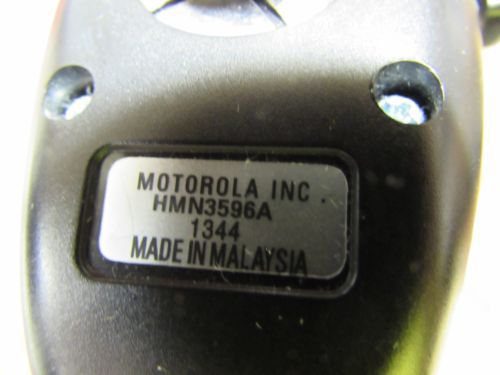 MOTOROLA INC.
HMN3596A
1344
MADE IN MALAYSIA